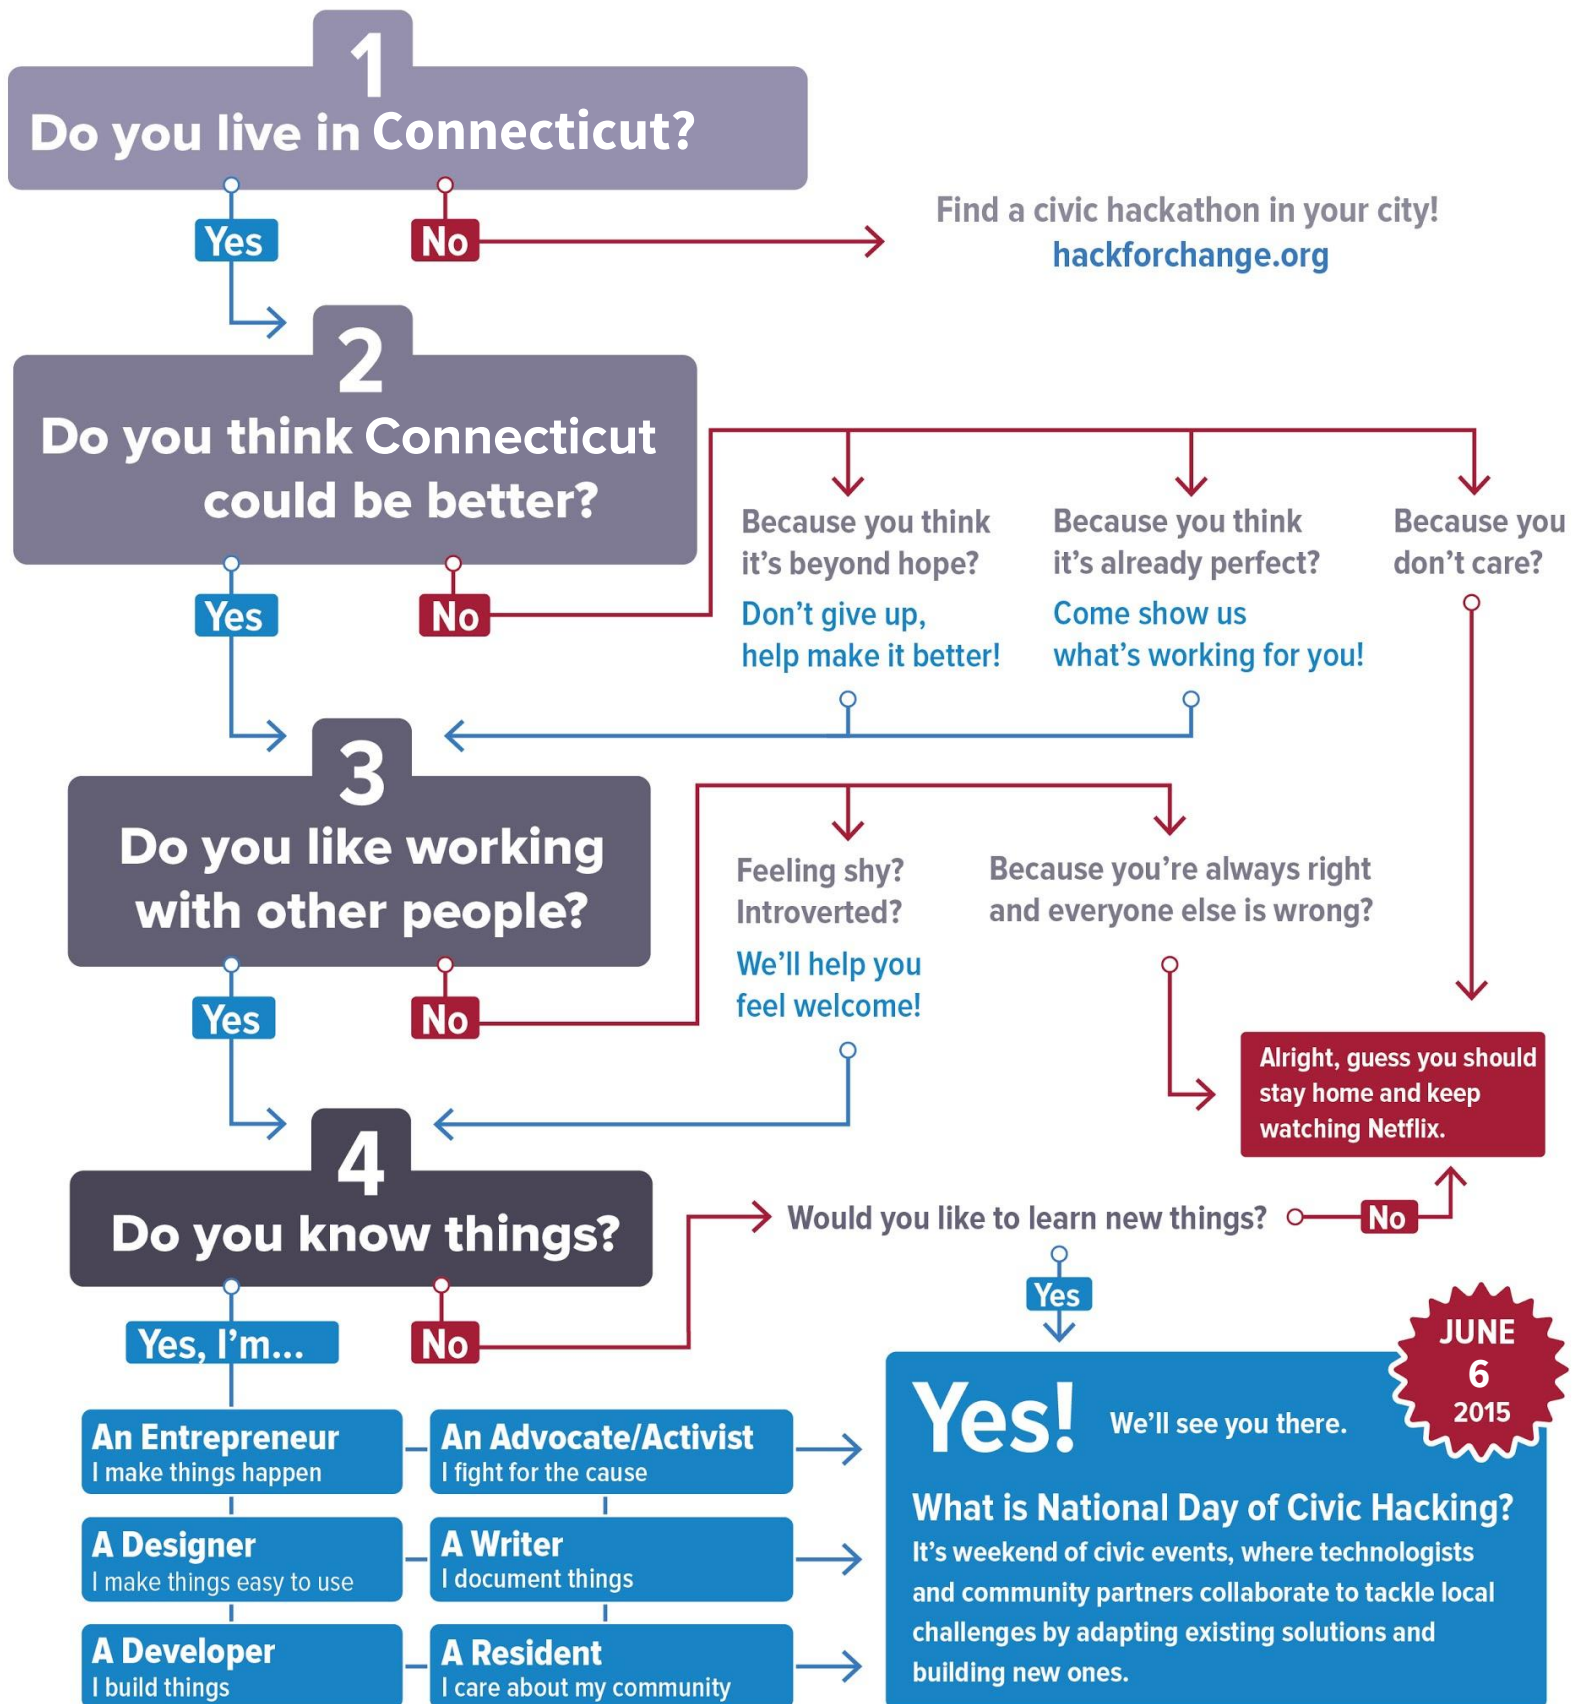 1
Do you live in Connecticut?
Yes
No
Find a civic hackathon in your city!
hackforchange.org
2
Do you think Connecticut
could be better?
Yes
No
Because you think
it's beyond hope?
Don't give up,
help make it better!
Because you think
it's already perfect?
Come show us
what's working for you!
Because you
don't care?
3
Do you like working
with other people?
Yes
No
Feeling shy?
Introverted?
We'll help you
feel welcome!
Because you're always right
and everyone else is wrong?
Alright, guess you should
stay home and keep
watching Netflix.
4
Do you know things?
Yes, I'm...
No
Would you like to learn new things?
No
Yes
An Entrepreneur
I make things happen
An Advocate/Activist
I fight for the cause
A Designer
I make things easy to use
A Writer
I document things
A Developer
I build things
A Resident
I care about my community
Yes! We'll see you there.
JUNE
6
2015
What is National Day of Civic Hacking?
It's weekend of civic events, where technologists
and community partners collaborate to tackle local
challenges by adapting existing solutions and
building new ones.